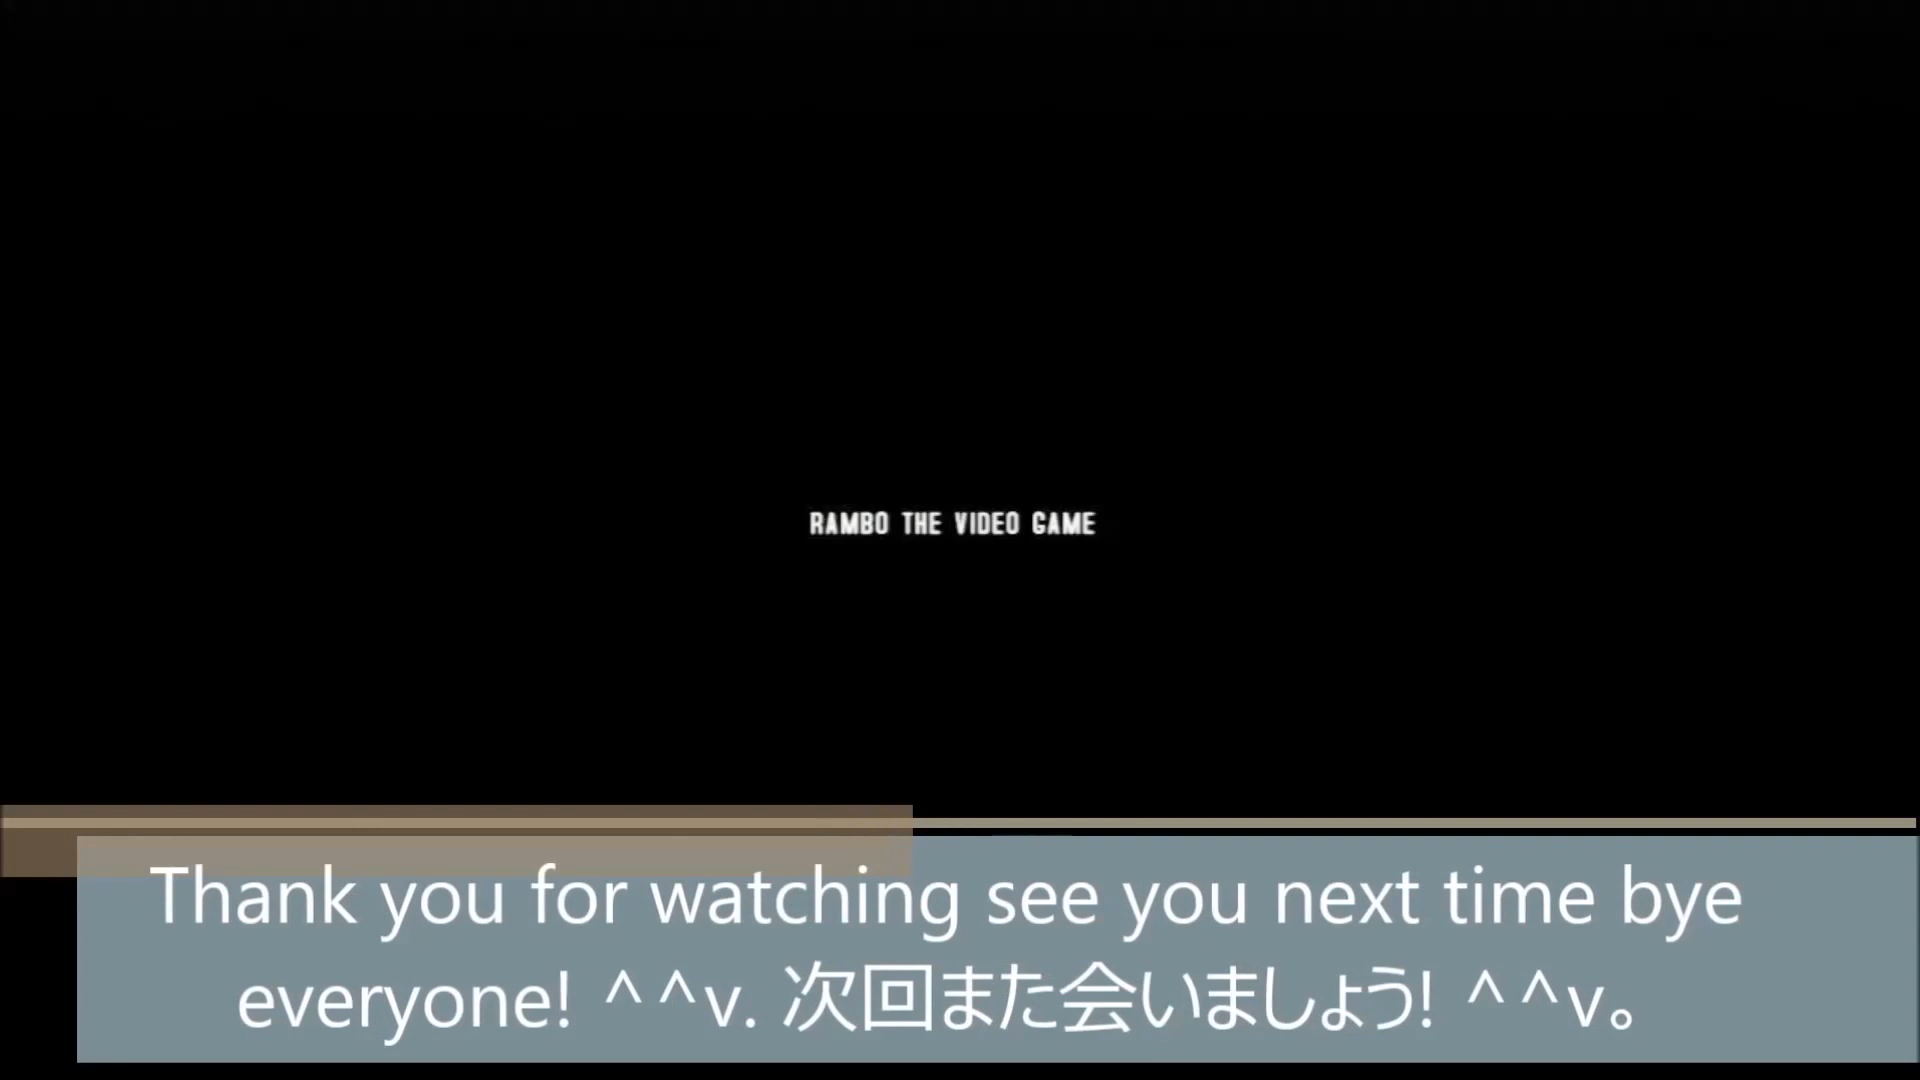 RAMBO THE VIDEO GAME
Thank you for watching see you next time bye
everyone! ^^v. 次回また会いましょう! ^^v。